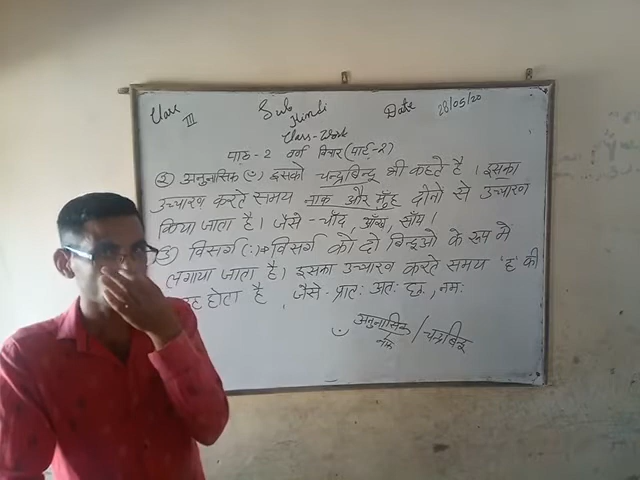 Class III Sub Hindi Date 28/05/20
Class-Work
पाठ-2 वर्ण विचार (पार्ट-2)
② अनुनासिक (ँ) इसको चन्द्रबिन्दू भी कहते है । इसका
उच्चारण करते समय नाक और मुँह दोनों से उच्चारण
किया जाता है। जैसे - चाँद, आँख, साँप।
③ विसर्ग (:) → विसर्ग को दो बिन्दुओ के रूप में
लगाया जाता है। इसका उच्चारण करते समय 'ह' की
होता है जैसे - प्रात: अत: छ:, नम:
ँ अनुनासिक / चन्द्रबिन्दू
नाक